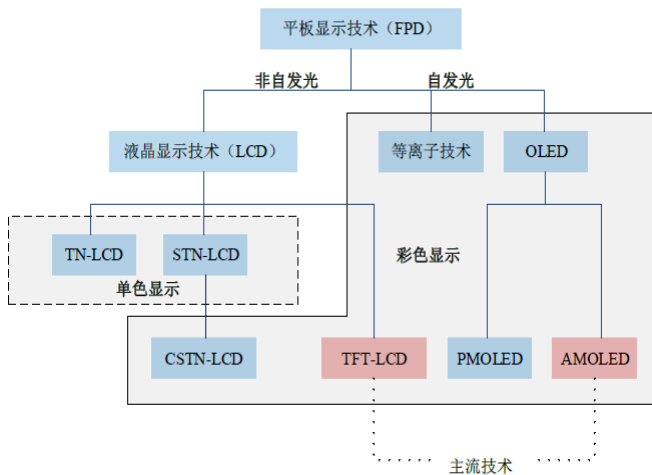 平板显示技术（FPD）
非自发光
自发光
液晶显示技术（LCD）
等离子技术
OLED
TN-LCD
STN-LCD
彩色显示
单色显示
CSTN-LCD
TFT-LCD
PMOLED
AMOLED
主流技术